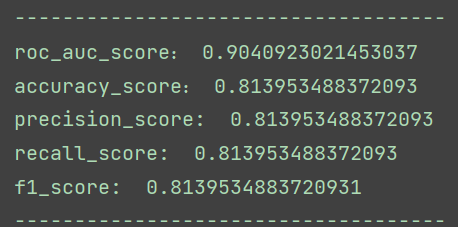 ------------------------------------
roc_auc_score： 0.9040923021453037
accuracy_score： 0.813953488372093
precision_score:  0.813953488372093
recall_score:  0.813953488372093
f1_score:  0.8139534883720931
------------------------------------